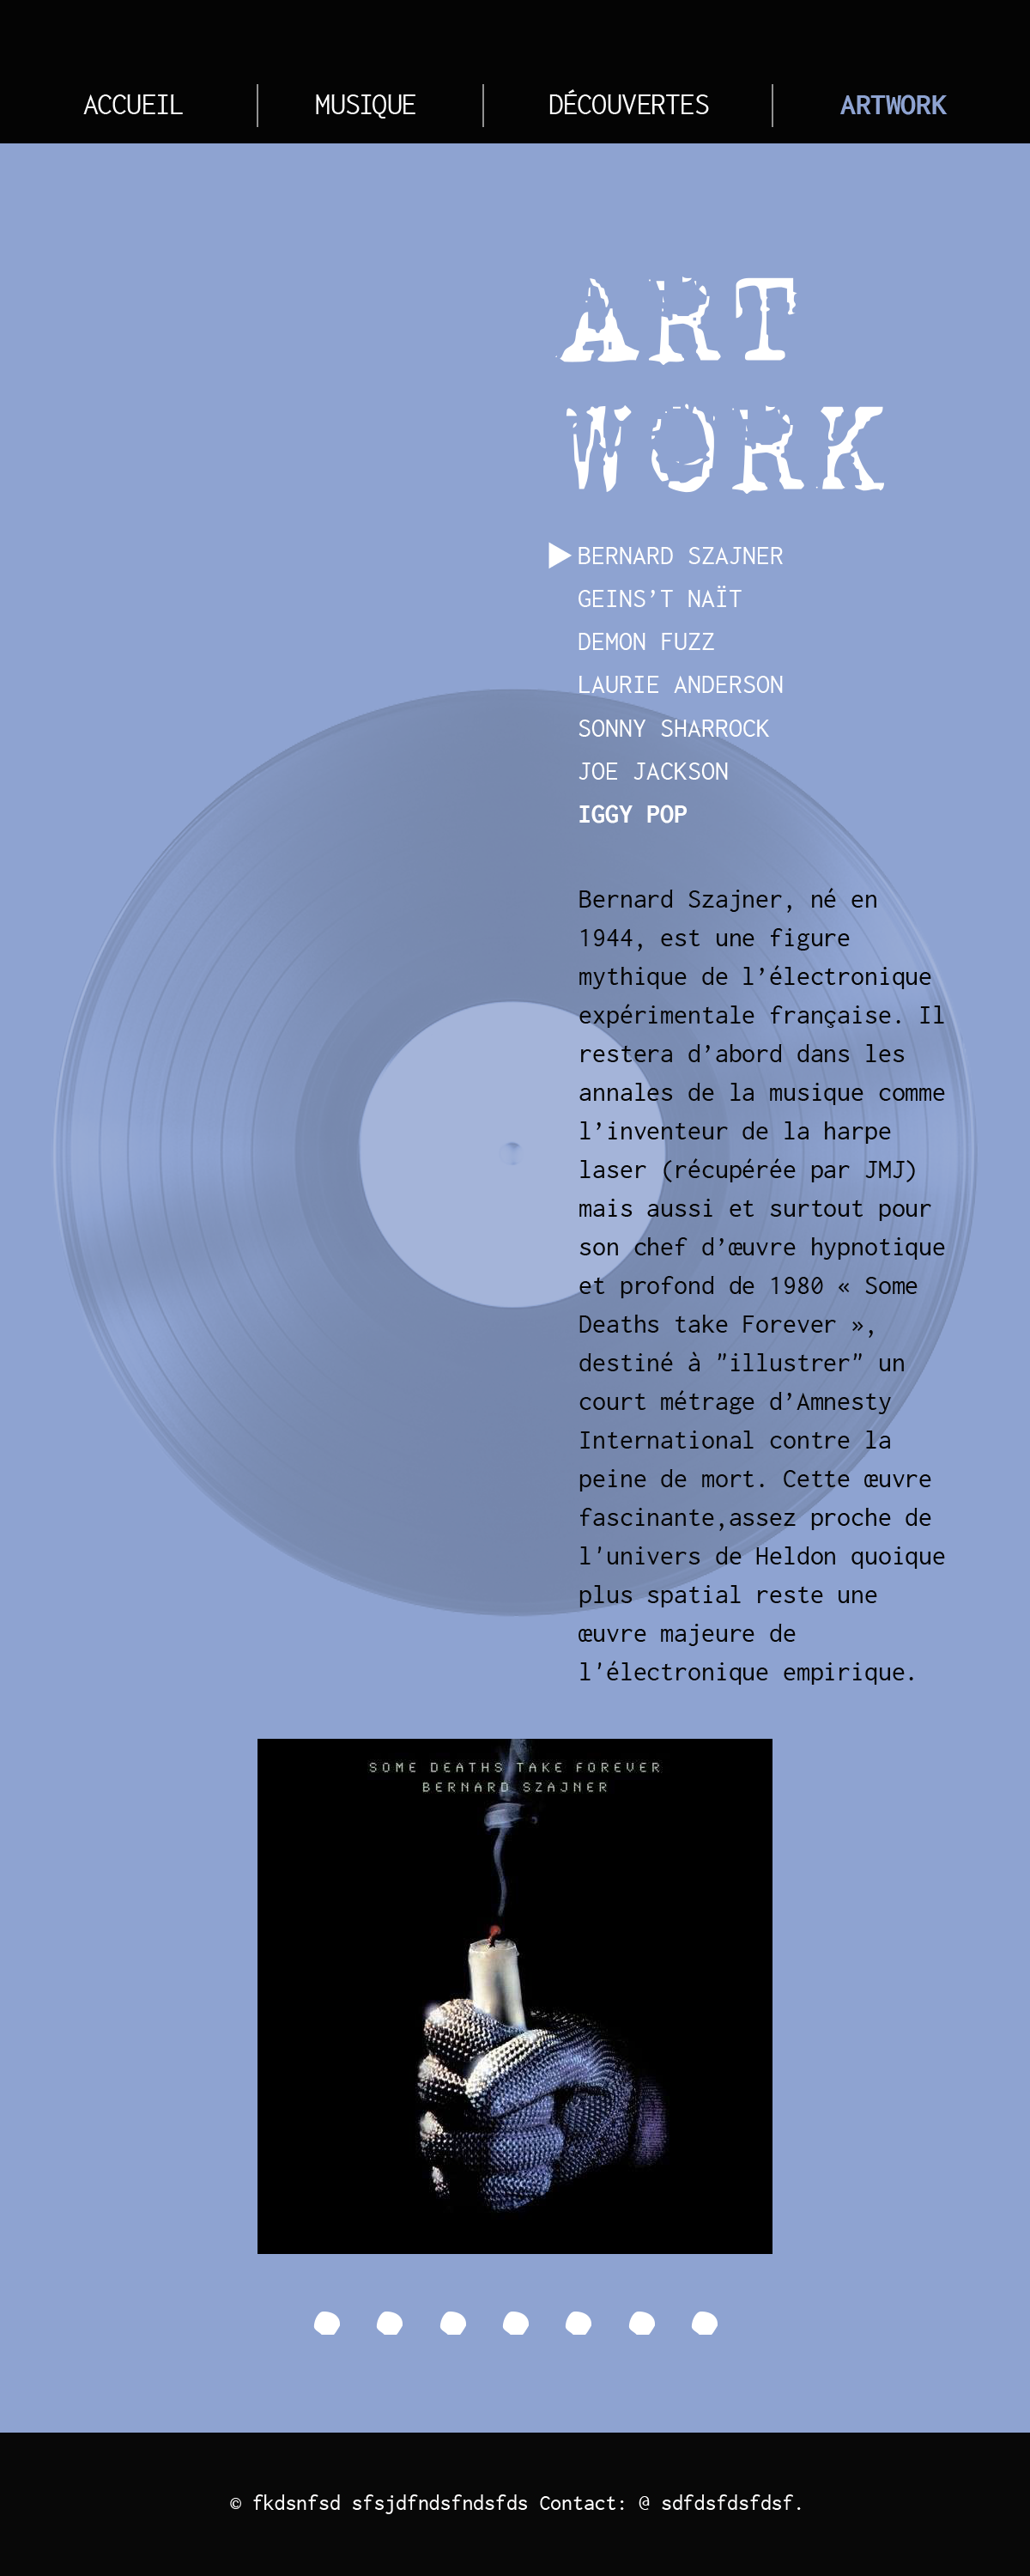 ACCUEIL
MUSIQUE
DÉCOUVERTES
ARTWORK
ART
WORK
BERNARD SZAJNER
GEINS’T NAÏT
DEMON FUZZ
LAURIE ANDERSON
SONNY SHARROCK
JOE JACKSON
IGGY POP
Bernard Szajner, né en
1944, est une figure
mythique de l’électronique
expérimentale française. Il
restera d’abord dans les
annales de la musique comme
l’inventeur de la harpe
laser (récupérée par JMJ)
mais aussi et surtout pour
son chef d’œuvre hypnotique
et profond de 1980 « Some
Deaths take Forever »,
destiné à "illustrer" un
court métrage d’Amnesty
International contre la
peine de mort. Cette œuvre
fascinante,assez proche de
l'univers de Heldon quoique
plus spatial reste une
œuvre majeure de
l'électronique empirique.
SOME DEATHS TAKE FOREVER
BERNARD SZAJNER
© fkdsnfsd sfsjdfndsfndsfds Contact: @ sdfdsfdsfdsf.